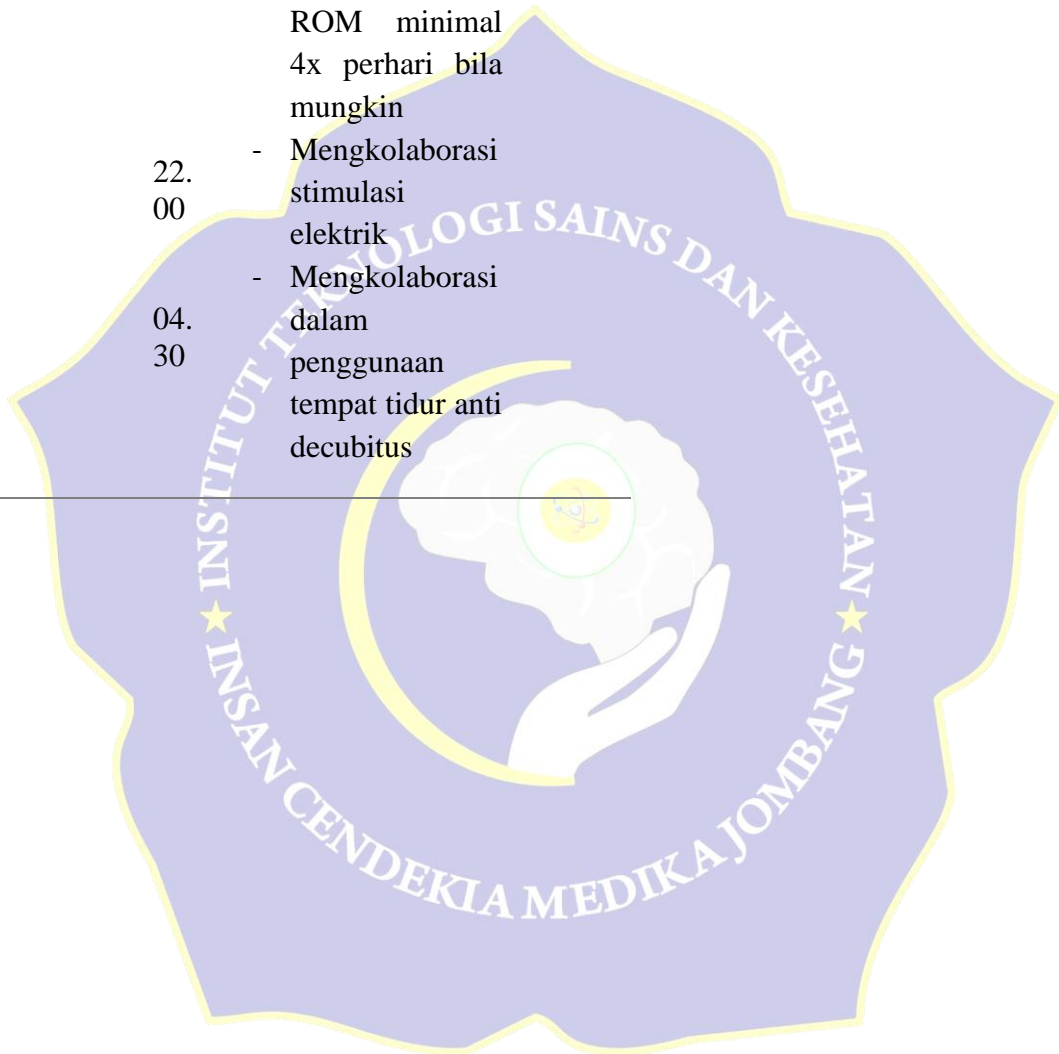 ROM minimal
4x perhari bila
mungkin
22.
00
- Mengkolaborasi
stimulasi
elektrik
04.
30
- Mengkolaborasi
dalam
penggunaan
tempat tidur anti
decubitus
INSTITUT TEKNOLOGI SAINS DAN KESEHATAN
INSAN CENDEKIA MEDIKA JOMBANG